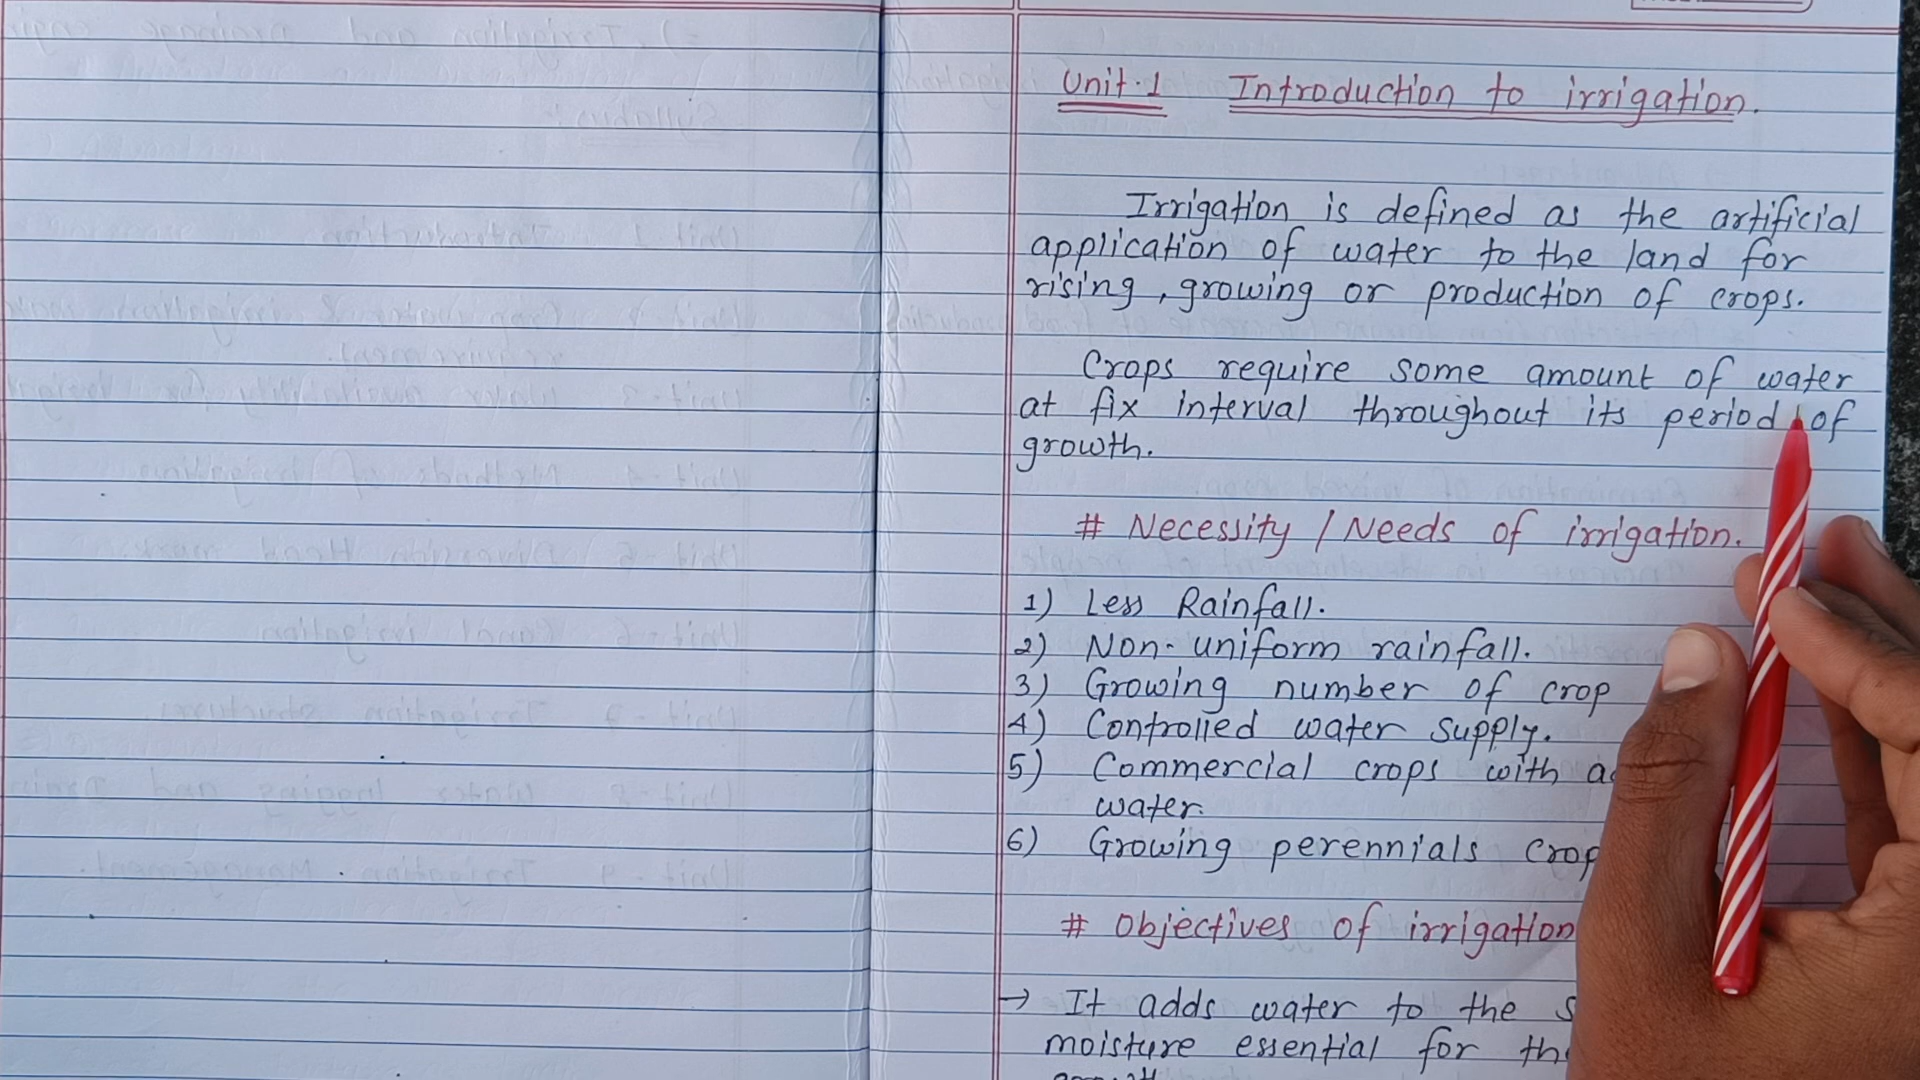 Unit-1 Introduction to irrigation.
Irrigation is defined as the artificial
application of water to the land for
rising, growing or production of crops.
Crops require some amount of water
at fix interval throughout its period of
growth.
# Necessity / Needs of irrigation.
1) Less Rainfall.
2) Non-uniform rainfall.
3) Growing number of crop
4) Controlled water supply.
5) Commercial crops with
water.
6) Growing perennials crop
# Objectives of irrigation
→ It adds water to the
moisture essential for